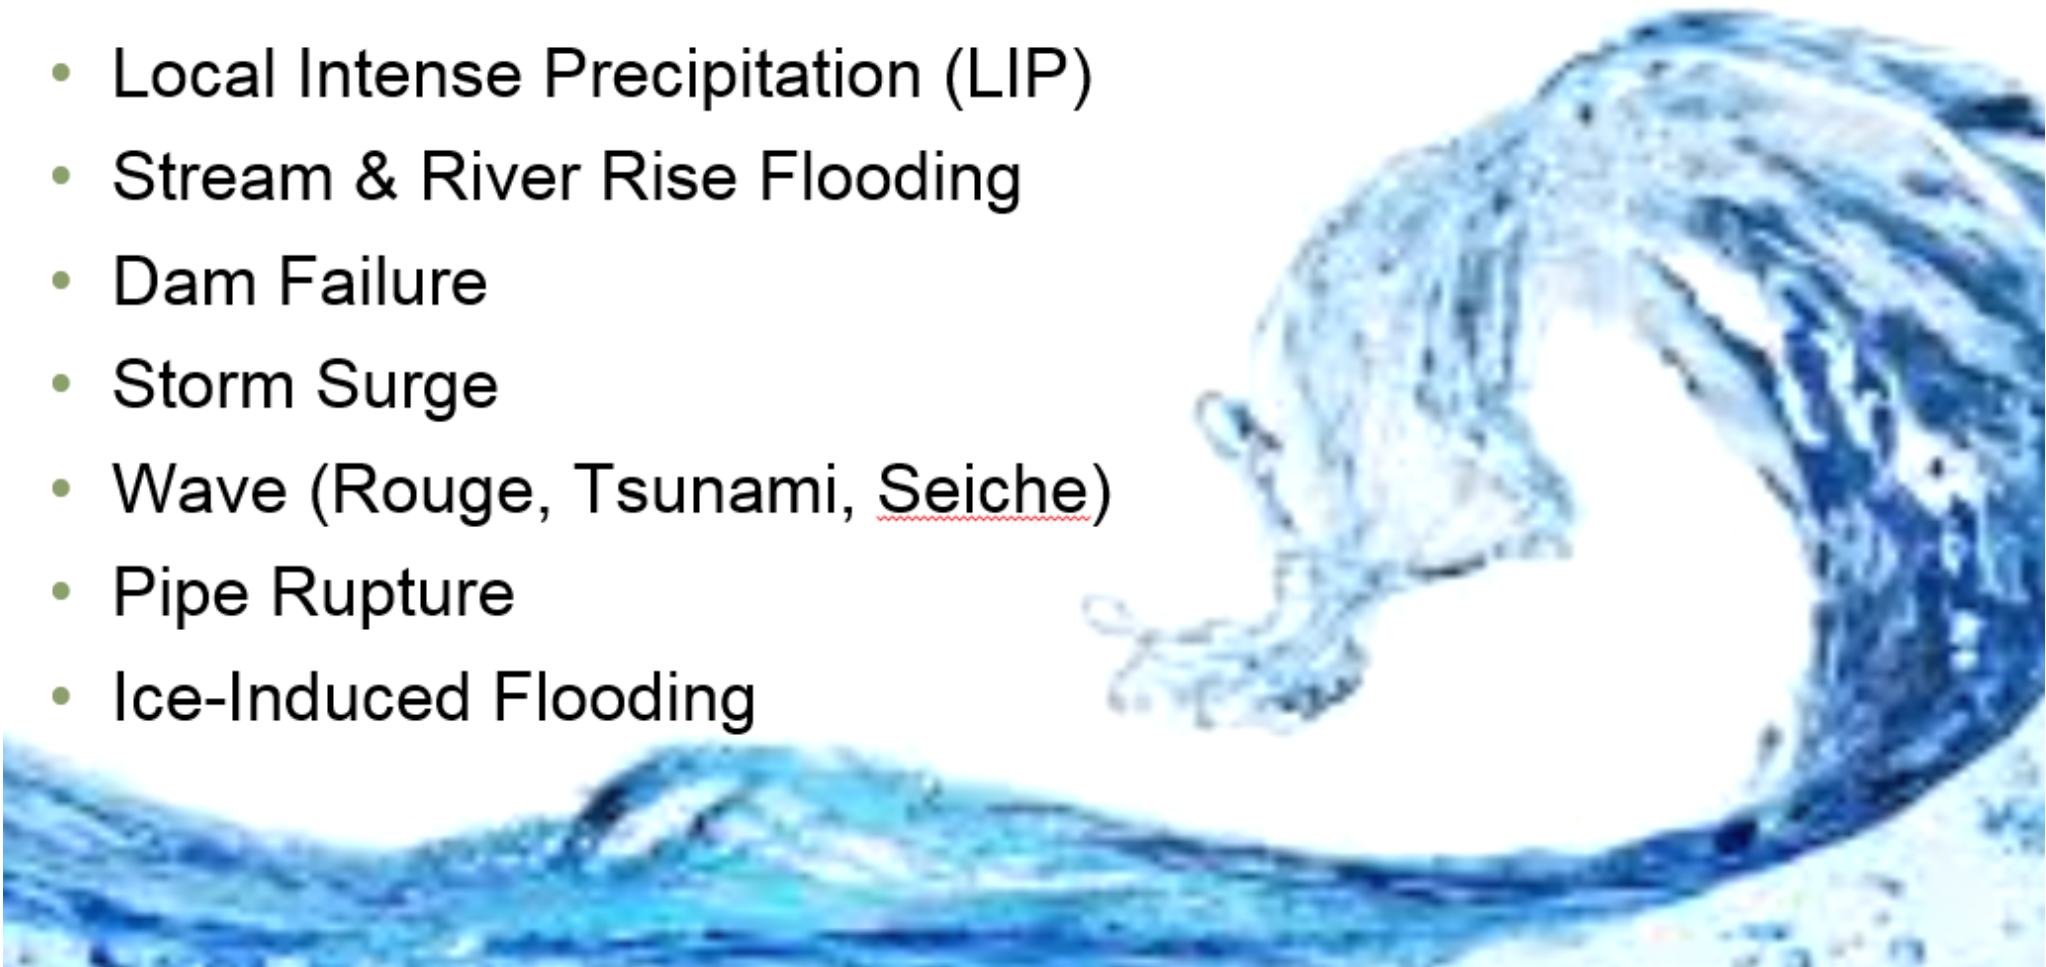 • Local Intense Precipitation (LIP)
• Stream & River Rise Flooding
• Dam Failure
• Storm Surge
• Wave (Rouge, Tsunami, Seiche)
• Pipe Rupture
• Ice-Induced Flooding